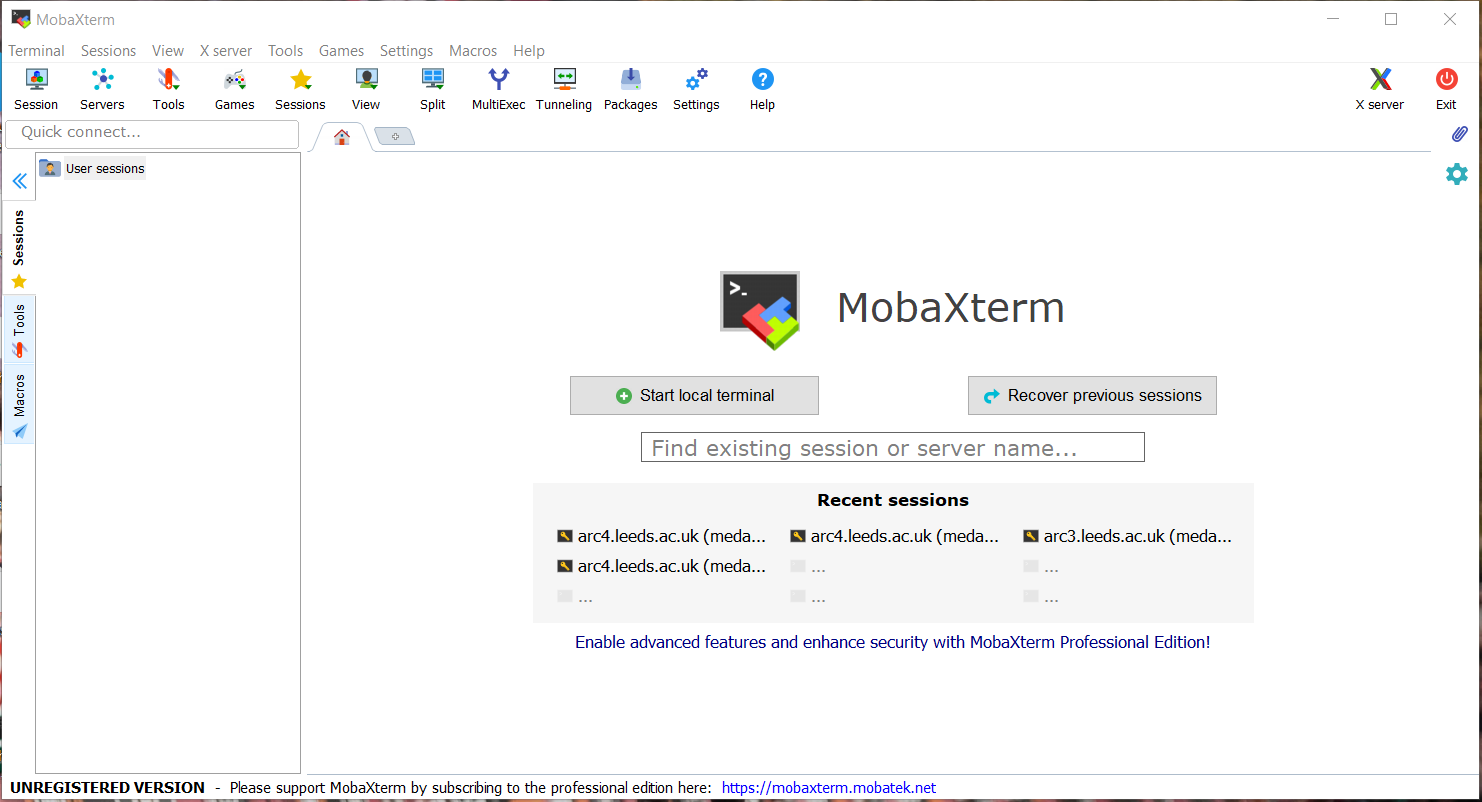 MobaXterm
Terminal Sessions View X server Tools Games Settings Macros Help
Session Servers Tools Games Sessions View Split MultiExec Tunneling Packages Settings Help X server Exit
Quick connect...
User sessions
Sessions
Tools
Macros
>_
MobaXterm
Start local terminal Recover previous sessions
Find existing session or server name...
Recent sessions
arc4.leeds.ac.uk (meda... arc4.leeds.ac.uk (meda... arc3.leeds.ac.uk (meda...
arc4.leeds.ac.uk (meda... ... ...
... ... ...
Enable advanced features and enhance security with MobaXterm Professional Edition!
UNREGISTERED VERSION - Please support MobaXterm by subscribing to the professional edition here: https://mobaxterm.mobatek.net